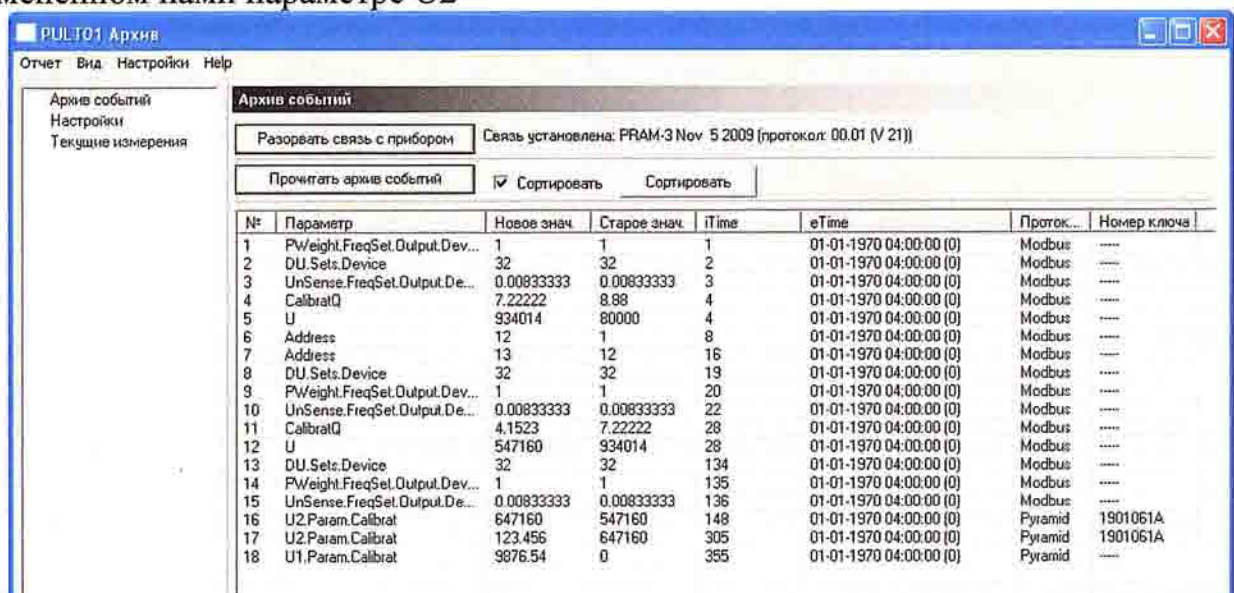 мененном нами параметре U2
PULT01 Архив
Отчет Вид Настройки Help
Архив событий
Настройки
Текущие измерения
Архив событий
Разорвать связь с прибором Связь установлена: PRAM-3 Nov 5 2009 (протокол: 00.01 (V 21))
Прочитать архив событий Сортировать Сортировать
№ Параметр Новое знач. Старое знач. iTime eTime Проток... Номер ключа
1 PWeight.FreqSet.Output.Dev... 1 1 1 01-01-1970 04:00:00 (0) Modbus -----
2 DU.Sets.Device 32 32 2 01-01-1970 04:00:00 (0) Modbus -----
3 UnSense.FreqSet.Output.De... 0.00833333 0.00833333 3 01-01-1970 04:00:00 (0) Modbus -----
4 CalibratQ 7.22222 8.88 4 01-01-1970 04:00:00 (0) Modbus -----
5 U 934014 80000 4 01-01-1970 04:00:00 (0) Modbus -----
6 Address 12 1 8 01-01-1970 04:00:00 (0) Modbus -----
7 Address 13 12 16 01-01-1970 04:00:00 (0) Modbus -----
8 DU.Sets.Device 32 32 19 01-01-1970 04:00:00 (0) Modbus -----
9 PWeight.FreqSet.Output.Dev... 1 1 20 01-01-1970 04:00:00 (0) Modbus -----
10 UnSense.FreqSet.Output.De... 0.00833333 0.00833333 22 01-01-1970 04:00:00 (0) Modbus -----
11 CalibratQ 4.1523 7.22222 28 01-01-1970 04:00:00 (0) Modbus -----
12 U 547160 934014 28 01-01-1970 04:00:00 (0) Modbus -----
13 DU.Sets.Device 32 32 134 01-01-1970 04:00:00 (0) Modbus -----
14 PWeight.FreqSet.Output.Dev... 1 1 135 01-01-1970 04:00:00 (0) Modbus -----
15 UnSense.FreqSet.Output.De... 0.00833333 0.00833333 136 01-01-1970 04:00:00 (0) Modbus -----
16 U2.Param.Calibrat 647160 547160 148 01-01-1970 04:00:00 (0) Pyramid 1901061A
17 U2.Param.Calibrat 123.456 647160 305 01-01-1970 04:00:00 (0) Pyramid 1901061A
18 U1.Param.Calibrat 9876.54 0 355 01-01-1970 04:00:00 (0) Pyramid -----